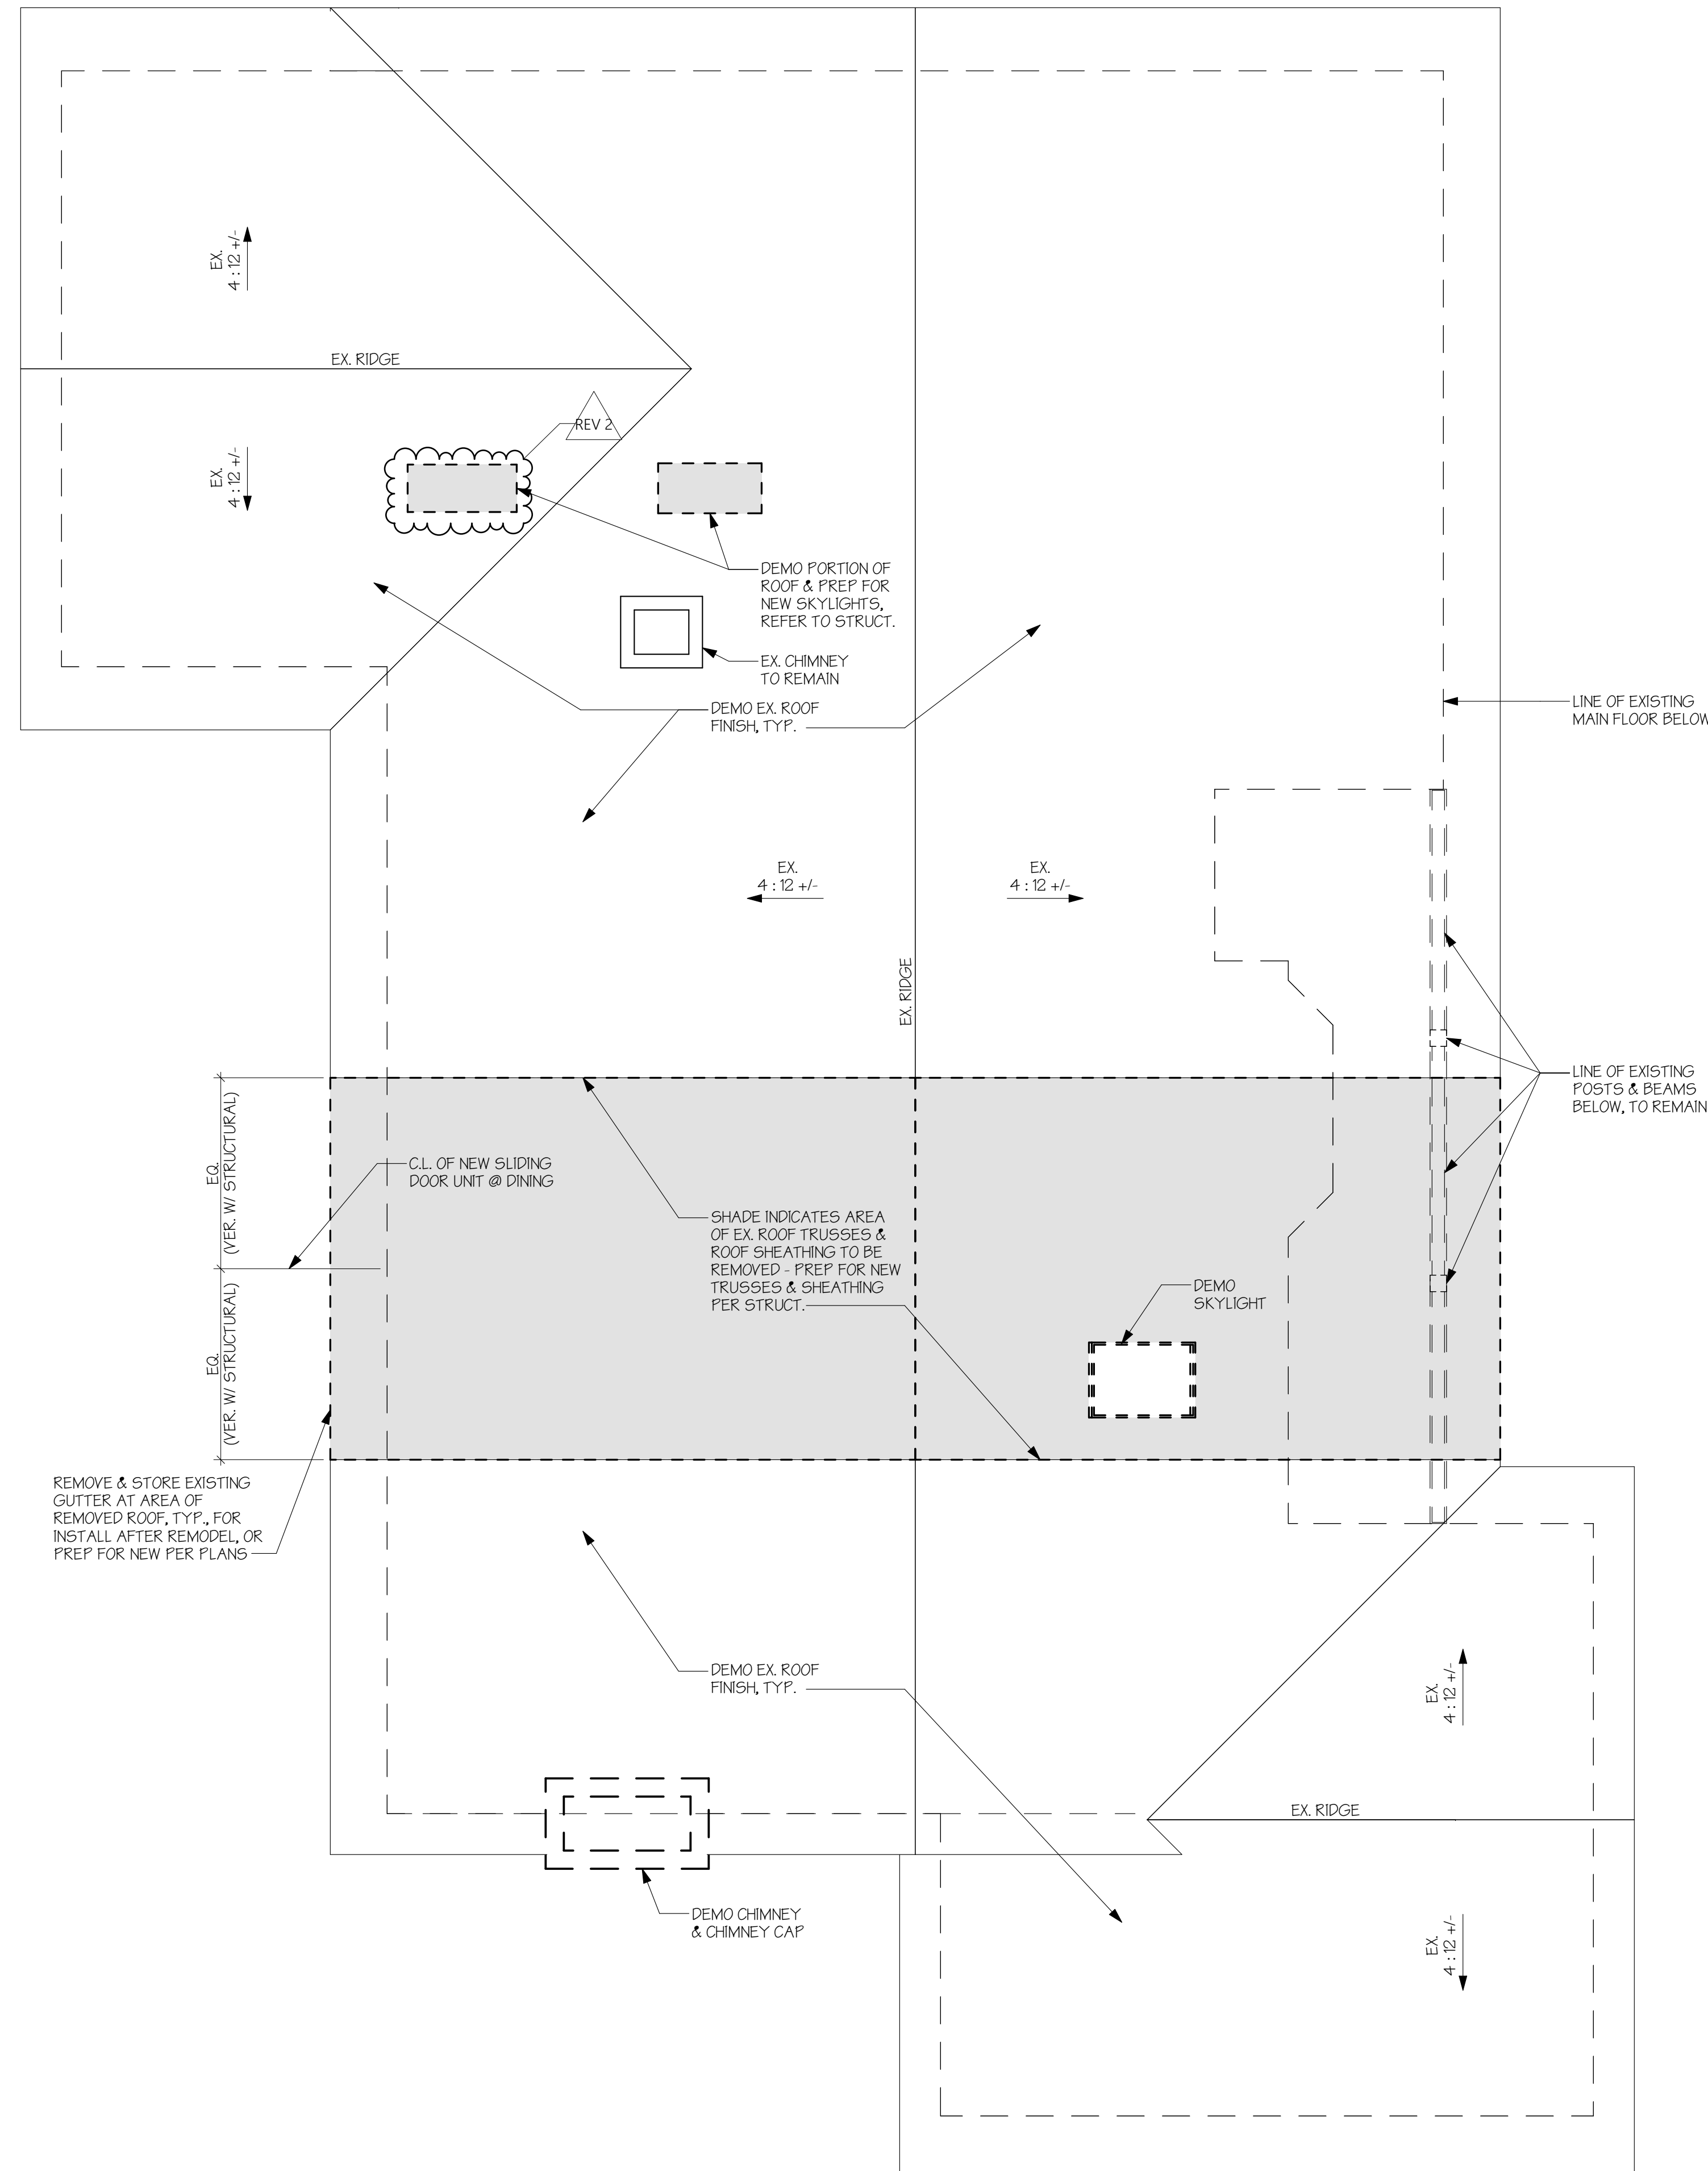 EX.
4 : 12 +/-
EX. RIDGE
REV 2
EX.
4 : 12 +/-
DEMO PORTION OF
ROOF & PREP FOR
NEW SKYLIGHTS,
REFER TO STRUCT.
EX. CHIMNEY
TO REMAIN
DEMO EX. ROOF
FINISH, TYP.
LINE OF EXISTING
MAIN FLOOR BELOW
EX.
4 : 12 +/-
EX.
4 : 12 +/-
EX. RIDGE
LINE OF EXISTING
POSTS & BEAMS
BELOW, TO REMAIN
EQ.
(VER. W/ STRUCTURAL)
C.L. OF NEW SLIDING
DOOR UNIT @ DINING
SHADE INDICATES AREA
OF EX. ROOF TRUSSES &
ROOF SHEATHING TO BE
REMOVED - PREP FOR NEW
TRUSSES & SHEATHING
PER STRUCT.
DEMO
SKYLIGHT
EQ.
(VER. W/ STRUCTURAL)
REMOVE & STORE EXISTING
GUTTER AT AREA OF
REMOVED ROOF, TYP., FOR
INSTALL AFTER REMODEL, OR
PREP FOR NEW PER PLANS
DEMO EX. ROOF
FINISH, TYP.
EX.
4 : 12 +/-
EX. RIDGE
DEMO CHIMNEY
& CHIMNEY CAP
EX.
4 : 12 +/-